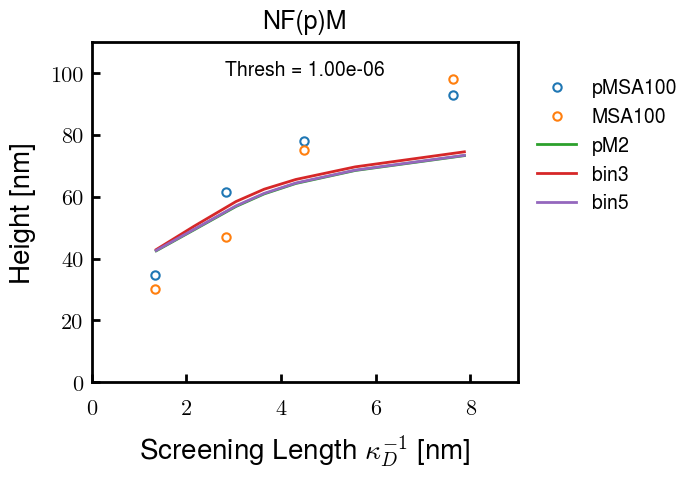 NF(p)M
Thresh = 1.00e-06
100
80
60
40
20
0
Height [nm]
0 2 4 6 8
Screening Length κ_D^{-1} [nm]
pMSA100
MSA100
pM2
bin3
bin5